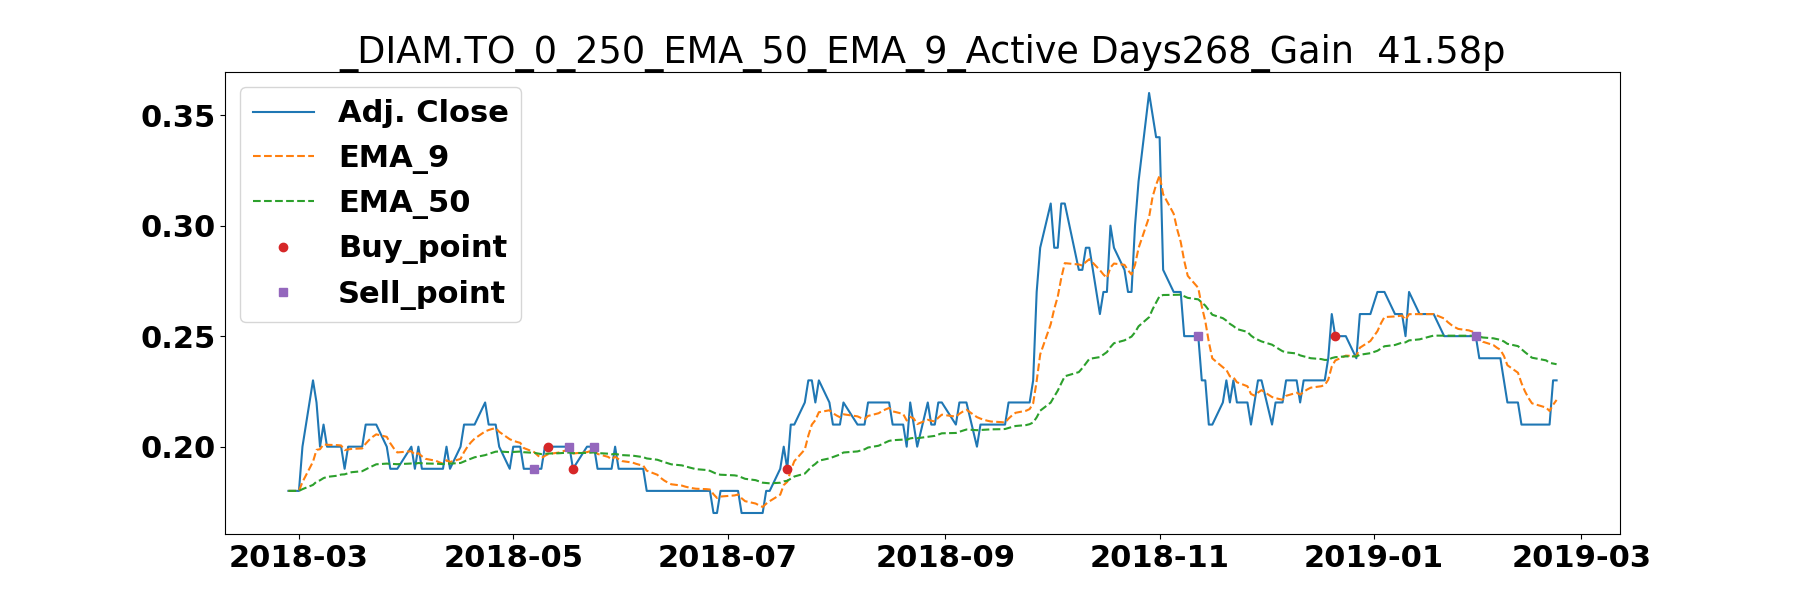 _DIAM.TO_0_250_EMA_50_EMA_9_Active Days268_Gain  41.58p
Adj. Close
EMA_9
EMA_50
Buy_point
Sell_point
0.35
0.30
0.25
0.20
2018-03
2018-05
2018-07
2018-09
2018-11
2019-01
2019-03